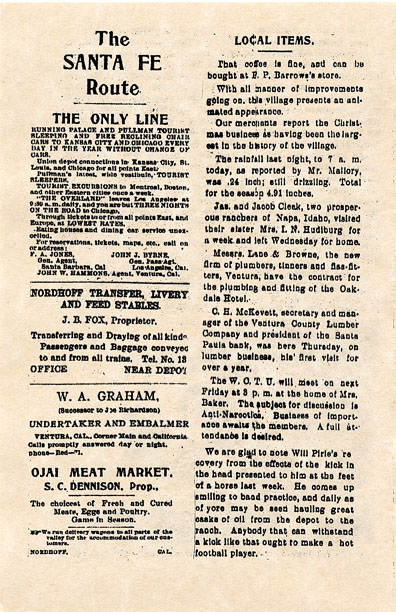 The
SANTA FE
Route
THE ONLY LINE
RUNNING PALACE AND PULLMAN TOURIST
SLEEPING AND FREE RECLINING CHAIR
CARS TO KANSAS CITY AND CHICAGO EVERY
DAY IN THE YEAR WITHOUT CHANGE OF
CARS.
Union depot connections in Kansas City, St.
Louis, and Chicago for all points East.
Pullman's latest, wide vestibule, TOURIST
SLEEPERS.
TOURIST EXCURSIONS to Montreal, Boston,
and other Eastern cities once a week.
"THE OVERLAND" leaves Los Angeles at
a. m. daily, and you are but THREE NIGHTS
ON THE ROAD to Chicago.
Through tickets to or from all points East, and
Europe, at LOWEST RATES.
Eating houses and dining car service unex-
celled.
For reservations, tickets, maps, etc., call on
or address:
F. A. JONES, JOHN J. BYRNE,
Gen. Agent, Gen. Pass Agt.
Santa Barbara, Cal Los Angeles, Cal.
JOHN W. HAMMONS, Agent, Ventura, Cal.
NORDHOFF TRANSFER, LIVERY
AND FEED STABLES.
J. B. FOX, Proprietor.
Transferring and Draying of all kinds
Passengers and Baggage conveyed
to and from all trains. Tel. No. 13
OFFICE NEAR DEPOT
W. A. GRAHAM,
(Successor to Joe Richardson)
UNDERTAKER AND EMBALMER
VENTURA, CAL., Corner Main and California
Calls promptly answered day or night.
phone—Red—"1.
OJAI MEAT MARKET,
S. C. DENNISON, Prop.,
The choicest of Fresh and Cured
Meats, Eggs and Poultry.
Game in Season.
We run delivery wagons to all parts of the
valley for the accommodation of our cus-
tomers.
NORDHOFF, CAL.
LOCAL ITEMS.
That coffee is fine, and can be
bought at F. P. Barrows's store.
With all manner of improvements
going on, this village presents an ani-
mated appearance.
Our merchants report the Christ-
mas business as having been the larg-
est in the history of the village.
The rainfall last night, to 7 a. m.
today, as reported by Mr. Mallory,
was .24 inch; still drizzling. Total
for the season 4.91 inches.
Jas. and Jacob Cleek, two prosper-
ous ranchers of Napa, Idaho, visited
their sister Mrs. I. N. Hudiburg for
a week and left Wednesday for home.
Messrs. Lane & Browne, the new
firm of plumbers, tinners and gas-fit-
ters, Ventura, have the contract for
the plumbing and fitting of the Oak-
dale Hotel.
C. H. McKevett, secretary and man-
ager of the Ventura County Lumber
Company and president of the Santa
Paula bank, was here Thursday, on
lumber business, his first visit for
over a year.
The W. C. T. U. will meet on next
Friday at 3 p. m. at the home of Mrs.
Baker. The subject for discussion is
Anti-Narcotics. Business of import-
ance awaits the members. A full at-
tendance is desired.
We are glad to note Will Pirie's re
covery from the effects of the kick in
the head presented to him as the feet
of a horse last week. He comes up
smiling to band practice, and daily as
of yore may be seen hauling great
casks of oil from the depot to the
ranch. Anybody that can withstand
a kick like that ought to make a hot
football player.